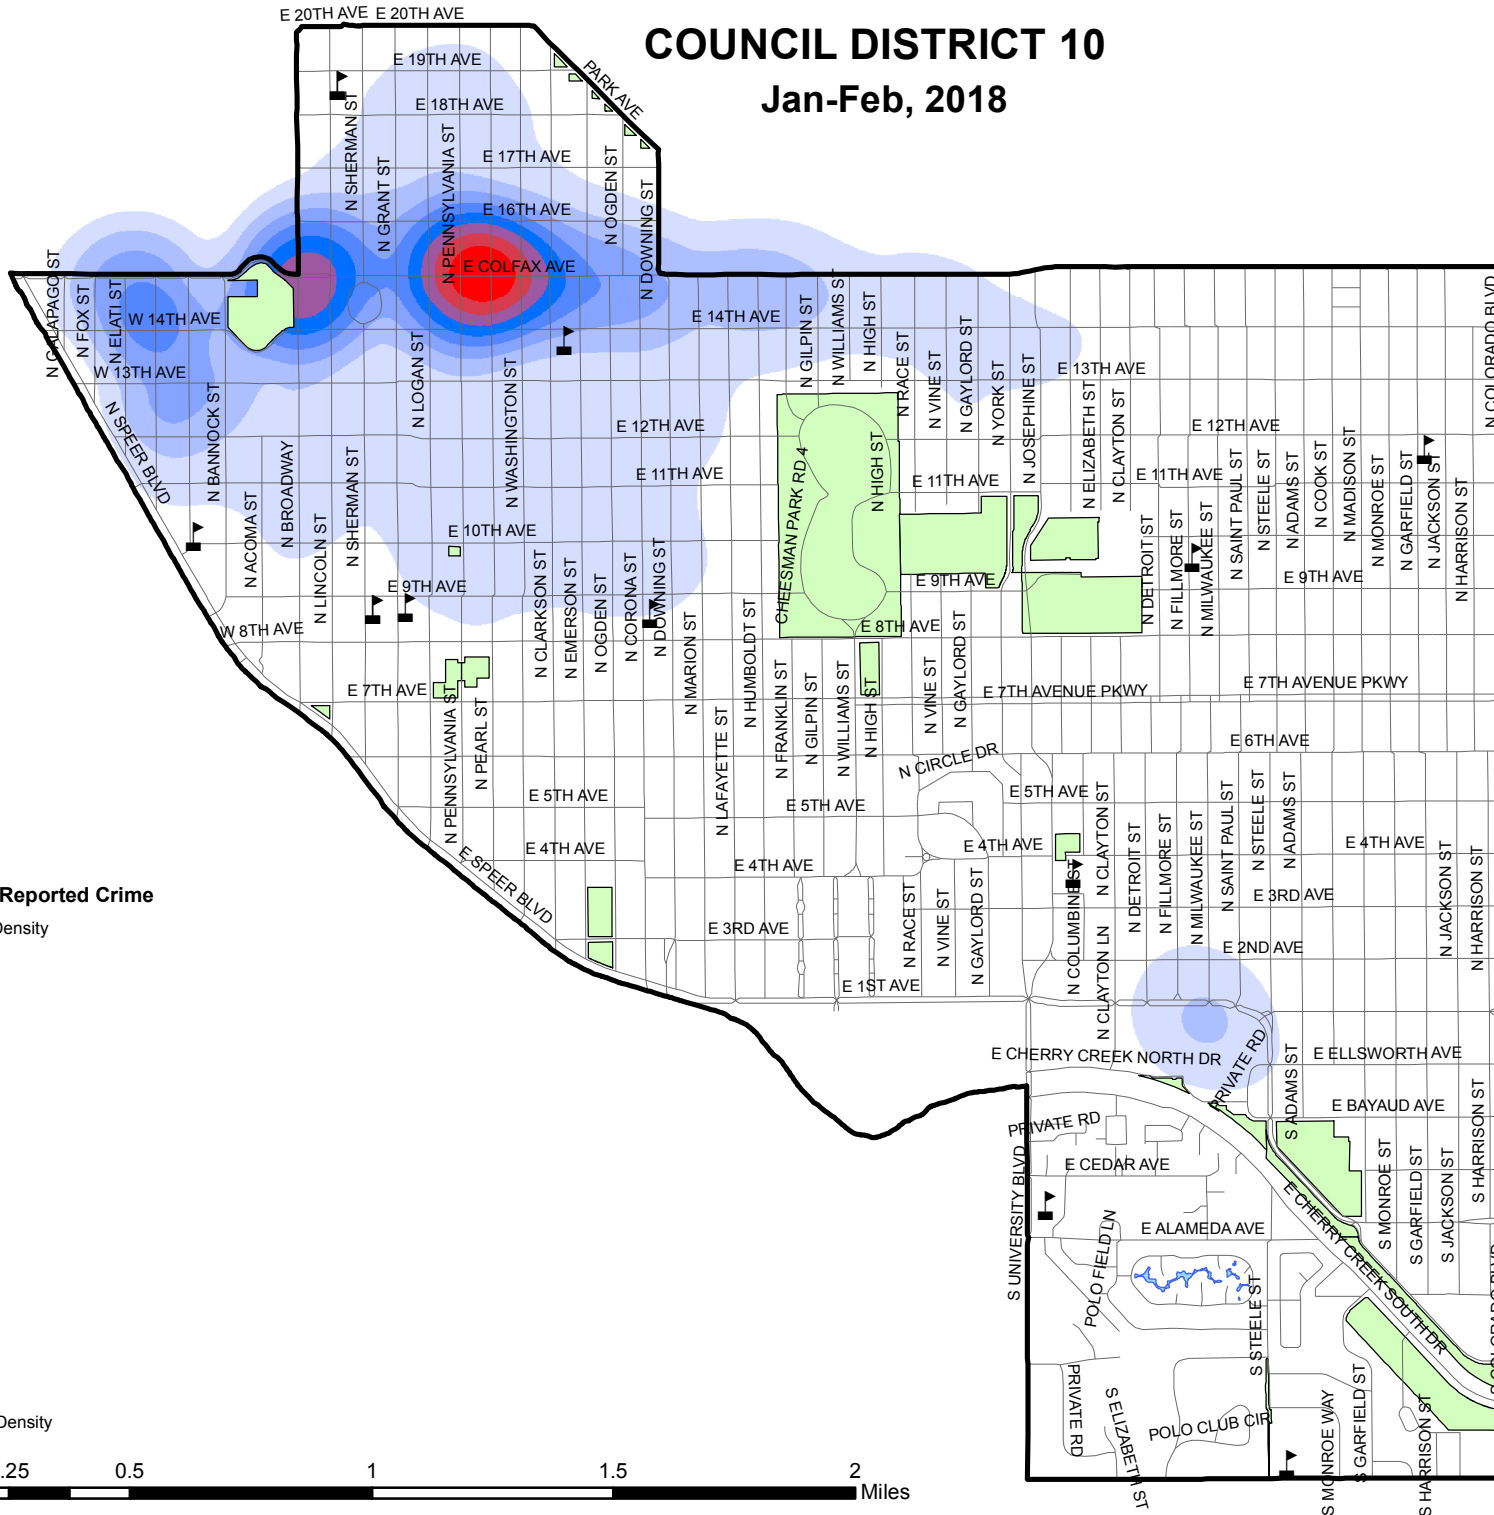 E 20TH AVE
E 20TH AVE
COUNCIL DISTRICT 10
Jan-Feb, 2018
E 19TH AVE
PARK AVE
E 18TH AVE
N SHERMAN ST
N GRANT ST
N PENNSYLVANIA ST
E 17TH AVE
N OGDEN ST
N DOWNING ST
E 16TH AVE
E COLFAX AVE
N GALAPAGO ST
N FOX ST
N ELATI ST
W 14TH AVE
E 14TH AVE
N GILPIN ST
N WILLIAMS ST
N HIGH ST
N RACE ST
N VINE ST
N GAYLORD ST
N YORK ST
N JOSEPHINE ST
N COLORADO BLVD
W 13TH AVE
E 13TH AVE
N SPEER BLVD
N BANNOCK ST
N LOGAN ST
N WASHINGTON ST
N ELIZABETH ST
N CLAYTON ST
E 12TH AVE
E 12TH AVE
E 11TH AVE
E 11TH AVE
E 11TH AVE
CHEESMAN PARK RD 4
N HIGH ST
N SAINT PAUL ST
N STEELE ST
N ADAMS ST
N COOK ST
N MADISON ST
N MONROE ST
N GARFIELD ST
N JACKSON ST
N HARRISON ST
N ACOMA ST
N BROADWAY
N LINCOLN ST
N SHERMAN ST
E 10TH AVE
N DETROIT ST
N FILLMORE ST
N MILWAUKEE ST
E 9TH AVE
E 9TH AVE
E 9TH AVE
N CLARKSON ST
N EMERSON ST
N OGDEN ST
N CORONA ST
N DOWNING ST
N MARION ST
N HUMBOLDT ST
W 8TH AVE
E 8TH AVE
N LAFAYETTE ST
N FRANKLIN ST
N GILPIN ST
N WILLIAMS ST
N HIGH ST
N VINE ST
N GAYLORD ST
E 7TH AVE
E 7TH AVENUE PKWY
E 7TH AVENUE PKWY
N PENNSYLVANIA ST
N PEARL ST
E 6TH AVE
N CIRCLE DR
E 5TH AVE
E 5TH AVE
E 5TH AVE
N CLAYTON ST
N DETROIT ST
N FILLMORE ST
N MILWAUKEE ST
N SAINT PAUL ST
N STEELE ST
N ADAMS ST
E 4TH AVE
E 4TH AVE
E 4TH AVE
E 4TH AVE
E SPEER BLVD
Reported Crime
Density
N RACE ST
N VINE ST
N GAYLORD ST
N COLUMBINE ST
N CLAYTON LN
E 3RD AVE
E 3RD AVE
N JACKSON ST
N HARRISON ST
E 2ND AVE
E 1ST AVE
E CHERRY CREEK NORTH DR
PRIVATE RD
S ADAMS ST
E ELLSWORTH AVE
E BAYAUD AVE
PRIVATE RD
E CEDAR AVE
S UNIVERSITY BLVD
S MONROE ST
S GARFIELD ST
S JACKSON ST
S HARRISON ST
E CHERRY CREEK SOUTH DR
POLO FIELD LN
E ALAMEDA AVE
S STEELE ST
S COLORADO BLVD
PRIVATE RD
S ELIZABETH ST
POLO CLUB CIR
S MONROE WAY
S GARFIELD ST
S HARRISON ST
Density
.25 0.5 1 1.5 2
Miles